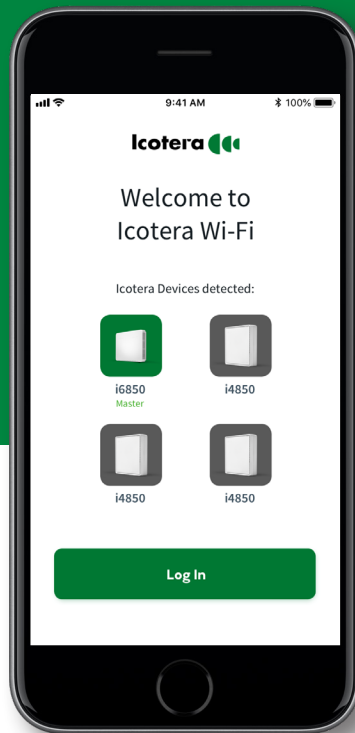 9:41 AM
100%
Icotera
Welcome to
Icotera Wi-Fi
Icotera Devices detected:
i6850
i4850
Master
i4850
i4850
Log In